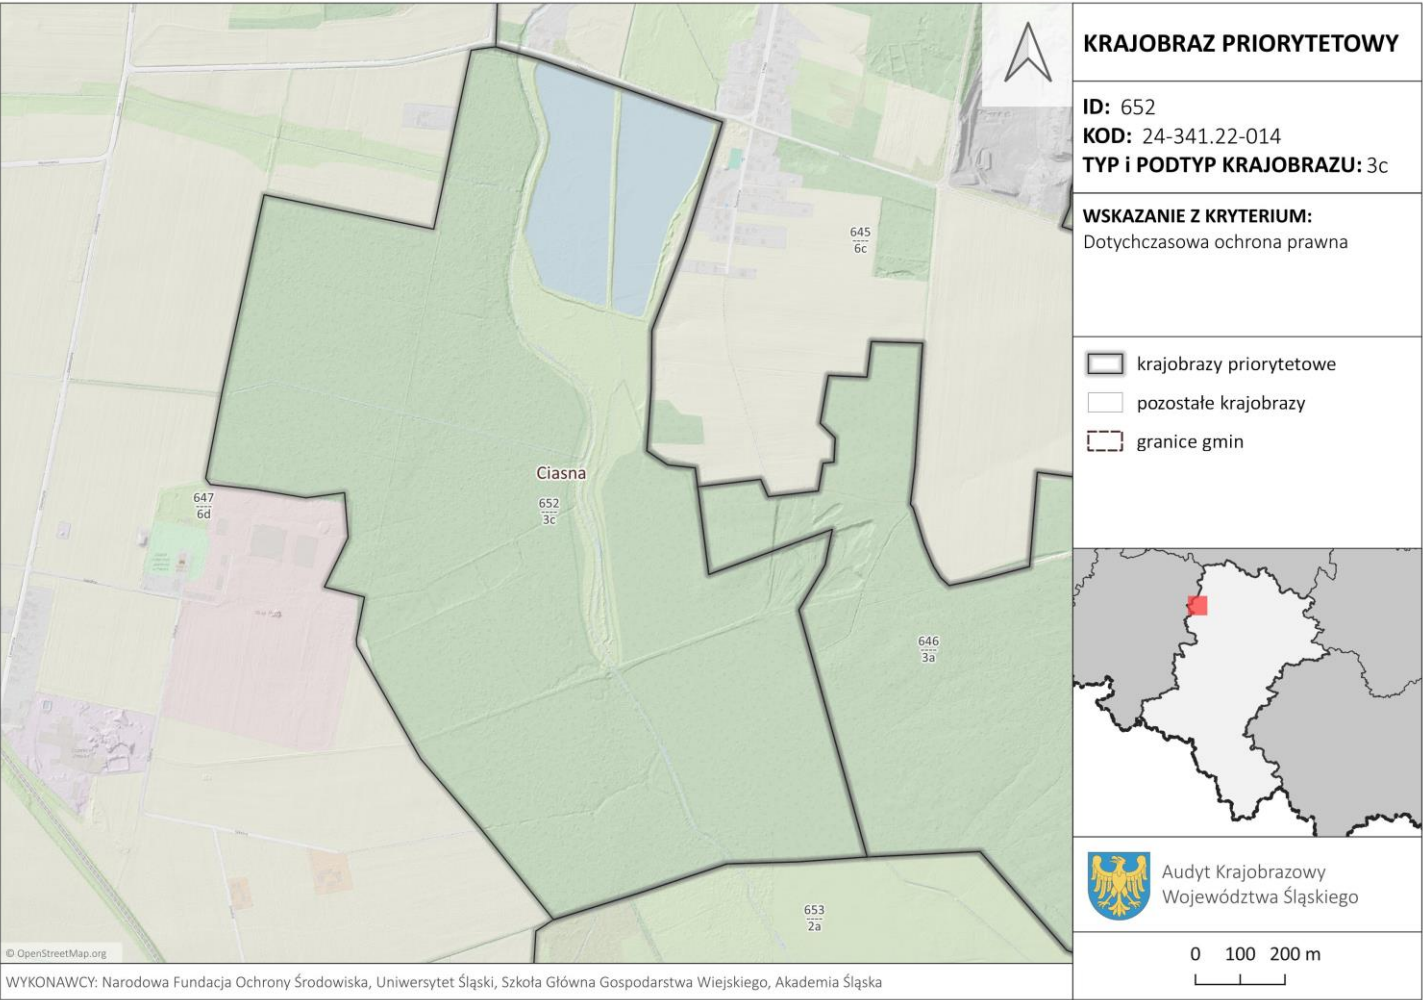 KRAJOBRAZ PRIORYTETOWY
ID: 652
KOD: 24-341.22-014
TYP i PODTYP KRAJOBRAZU: 3c
WSKAZANIE Z KRYTERIUM:
Dotychczasowa ochrona prawna
krajobrazy priorytetowe
pozostałe krajobrazy
granice gmin
Audyt Krajobrazowy
Województwa Śląskiego
0 100 200 m
645
6c
Ciasna
652
3c
647
6d
646
3a
653
2a
© OpenStreetMap.org
WYKONAWCY: Narodowa Fundacja Ochrony Środowiska, Uniwersytet Śląski, Szkoła Główna Gospodarstwa Wiejskiego, Akademia Śląska